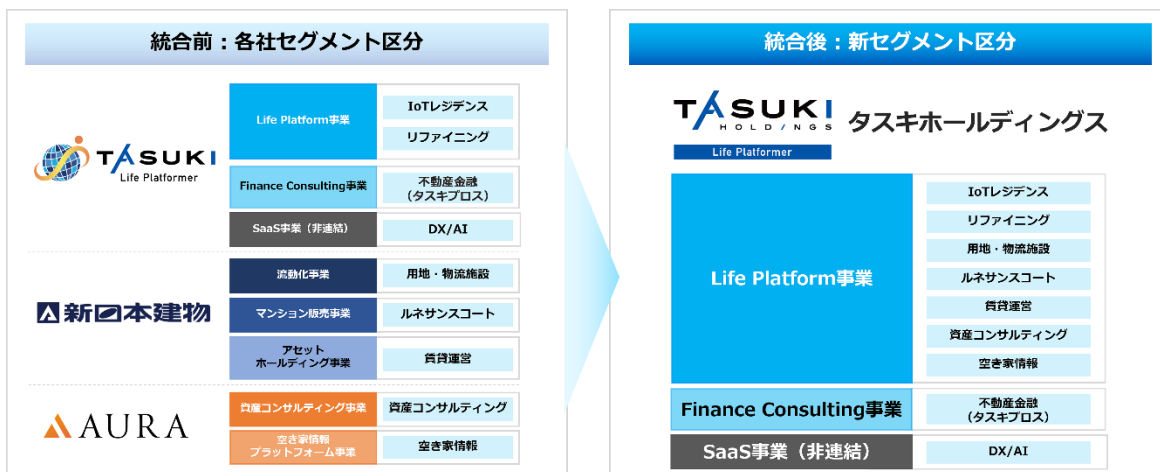 統合前：各社セグメント区分
TASUKI
Life Platformer
Life Platform事業
IoTレジデンス
リファイニング
Finance Consulting事業
不動産金融
（タスキプロス）
SaaS事業（非連結）
DX/AI
新日本建物
流動化事業
用地・物流施設
マンション販売事業
ルネサンスコート
アセット
ホールディング事業
賃貸運営
AURA
資産コンサルティング事業
資産コンサルティング
空き家情報
プラットフォーム事業
空き家情報
統合後：新セグメント区分
TASUKI
HOLDINGS
タスキホールディングス
Life Platformer
Life Platform事業
IoTレジデンス
リファイニング
用地・物流施設
ルネサンスコート
賃貸運営
資産コンサルティング
空き家情報
Finance Consulting事業
不動産金融
（タスキプロス）
SaaS事業（非連結）
DX/AI